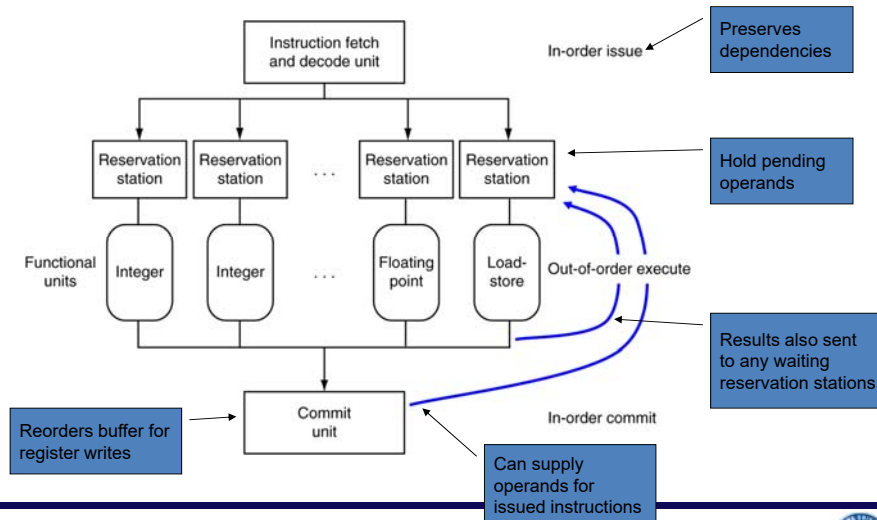 Instruction fetch
and decode unit
In-order issue
Preserves
dependencies
Reservation
station
Reservation
station
. . .
Reservation
station
Reservation
station
Hold pending
operands
Functional
units
Integer
Integer
. . .
Floating
point
Load-
store
Out-of-order execute
Results also sent
to any waiting
reservation stations
Commit
unit
In-order commit
Reorders buffer for
register writes
Can supply
operands for
issued instructions